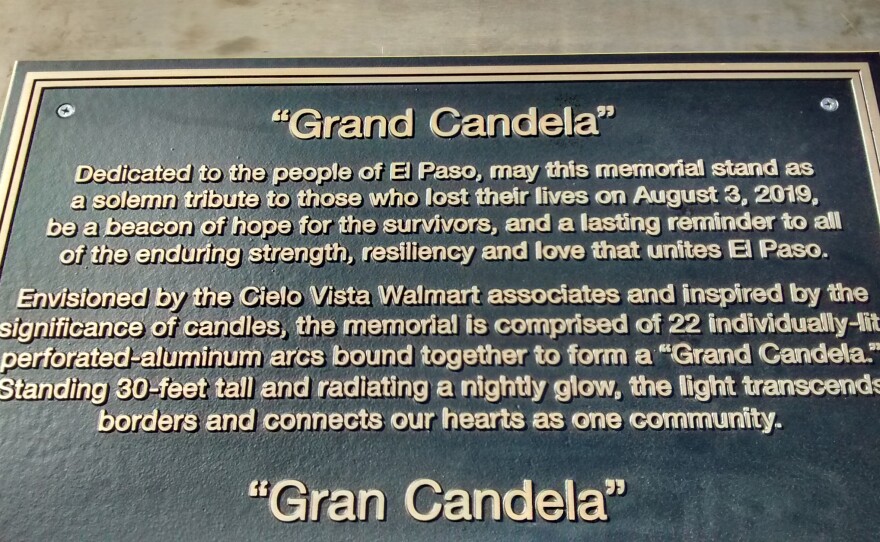 “Grand Candela”
Dedicated to the people of El Paso, may this memorial stand as
a solemn tribute to those who lost their lives on August 3, 2019,
be a beacon of hope for the survivors, and a lasting reminder to all
of the enduring strength, resiliency and love that unites El Paso.
Envisioned by the Cielo Vista Walmart associates and inspired by the
significance of candles, the memorial is comprised of 22 individually-lit
perforated-aluminum arcs bound together to form a “Grand Candela.”
Standing 30-feet tall and radiating a nightly glow, the light transcends
borders and connects our hearts as one community.
“Gran Candela”